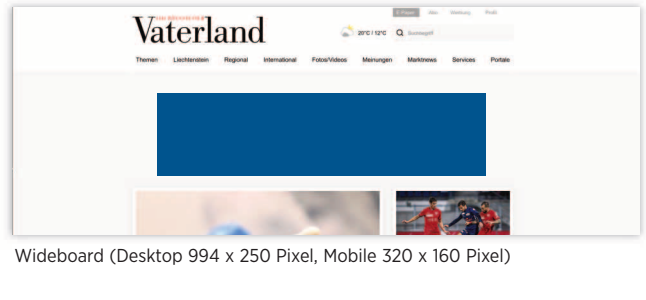 Vaterland
20°C | 12°C
Themen Liechtenstein Regional International Fotos/Videos Meinungen Marktnews Services Portale
Wideboard (Desktop 994 x 250 Pixel, Mobile 320 x 160 Pixel)